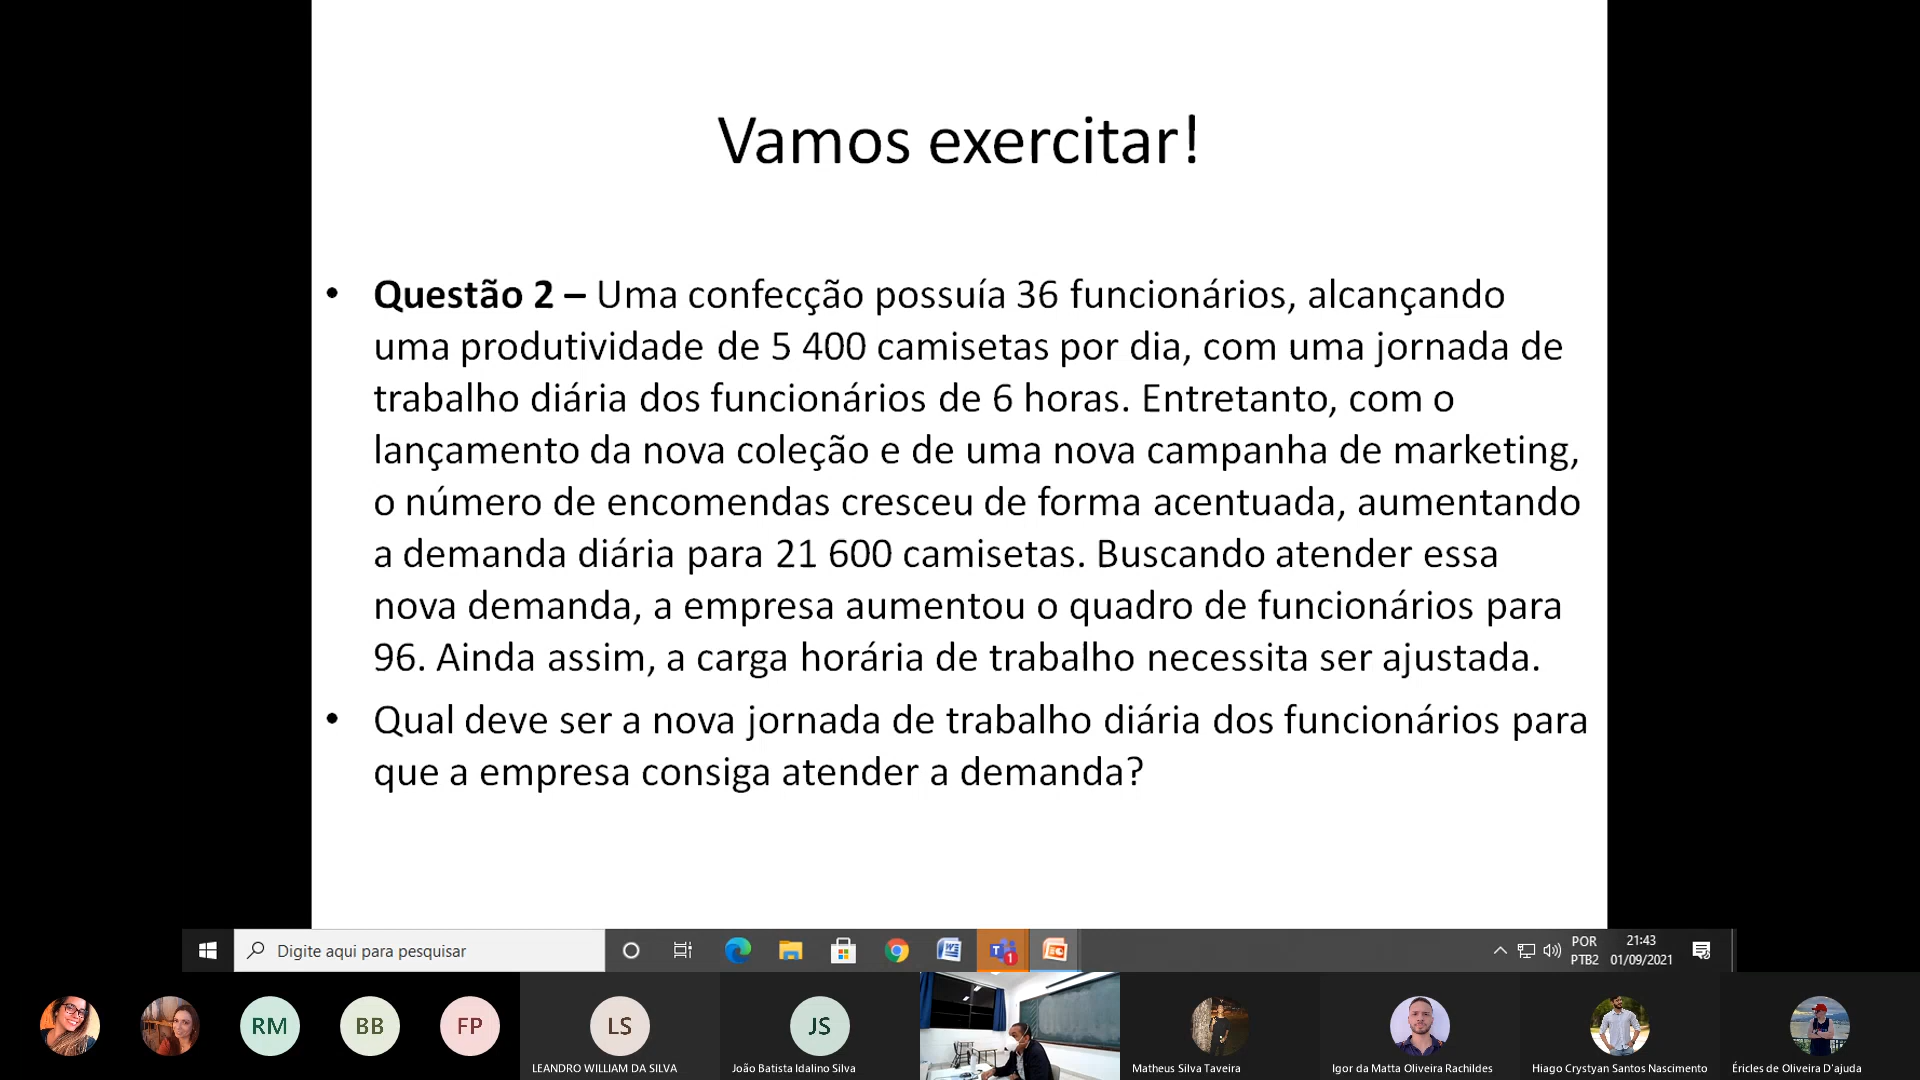 Vamos exercitar!
• Questão 2 – Uma confecção possuía 36 funcionários, alcançando
uma produtividade de 5 400 camisetas por dia, com uma jornada de
trabalho diária dos funcionários de 6 horas. Entretanto, com o
lançamento da nova coleção e de uma nova campanha de marketing,
o número de encomendas cresceu de forma acentuada, aumentando
a demanda diária para 21 600 camisetas. Buscando atender essa
nova demanda, a empresa aumentou o quadro de funcionários para
96. Ainda assim, a carga horária de trabalho necessita ser ajustada.
• Qual deve ser a nova jornada de trabalho diária dos funcionários para
que a empresa consiga atender a demanda?
Digite aqui para pesquisar
1
POR
PTB2
21:43
01/09/2021
RM
BB
FP
LS
JS
LEANDRO WILLIAM DA SILVA
João Batista Idalino Silva
Matheus Silva Taveira
Igor da Matta Oliveira Rachildes
Hiago Crystyan Santos Nascimento
Éricles de Oliveira D'ajuda